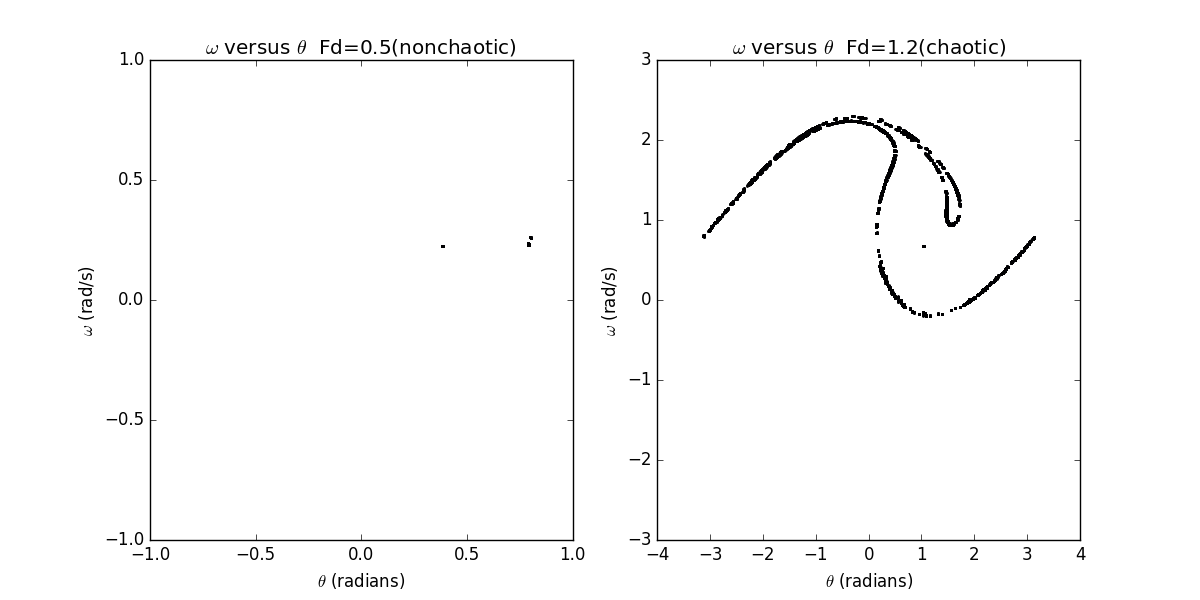 ω versus θ  Fd=0.5(nonchaotic)
1.0
0.5
0.0
−0.5
−1.0
ω (rad/s)
−1.0 −0.5 0.0 0.5 1.0
θ (radians)
ω versus θ  Fd=1.2(chaotic)
3
2
1
0
−1
−2
−3
ω (rad/s)
−4 −3 −2 −1 0 1 2 3 4
θ (radians)